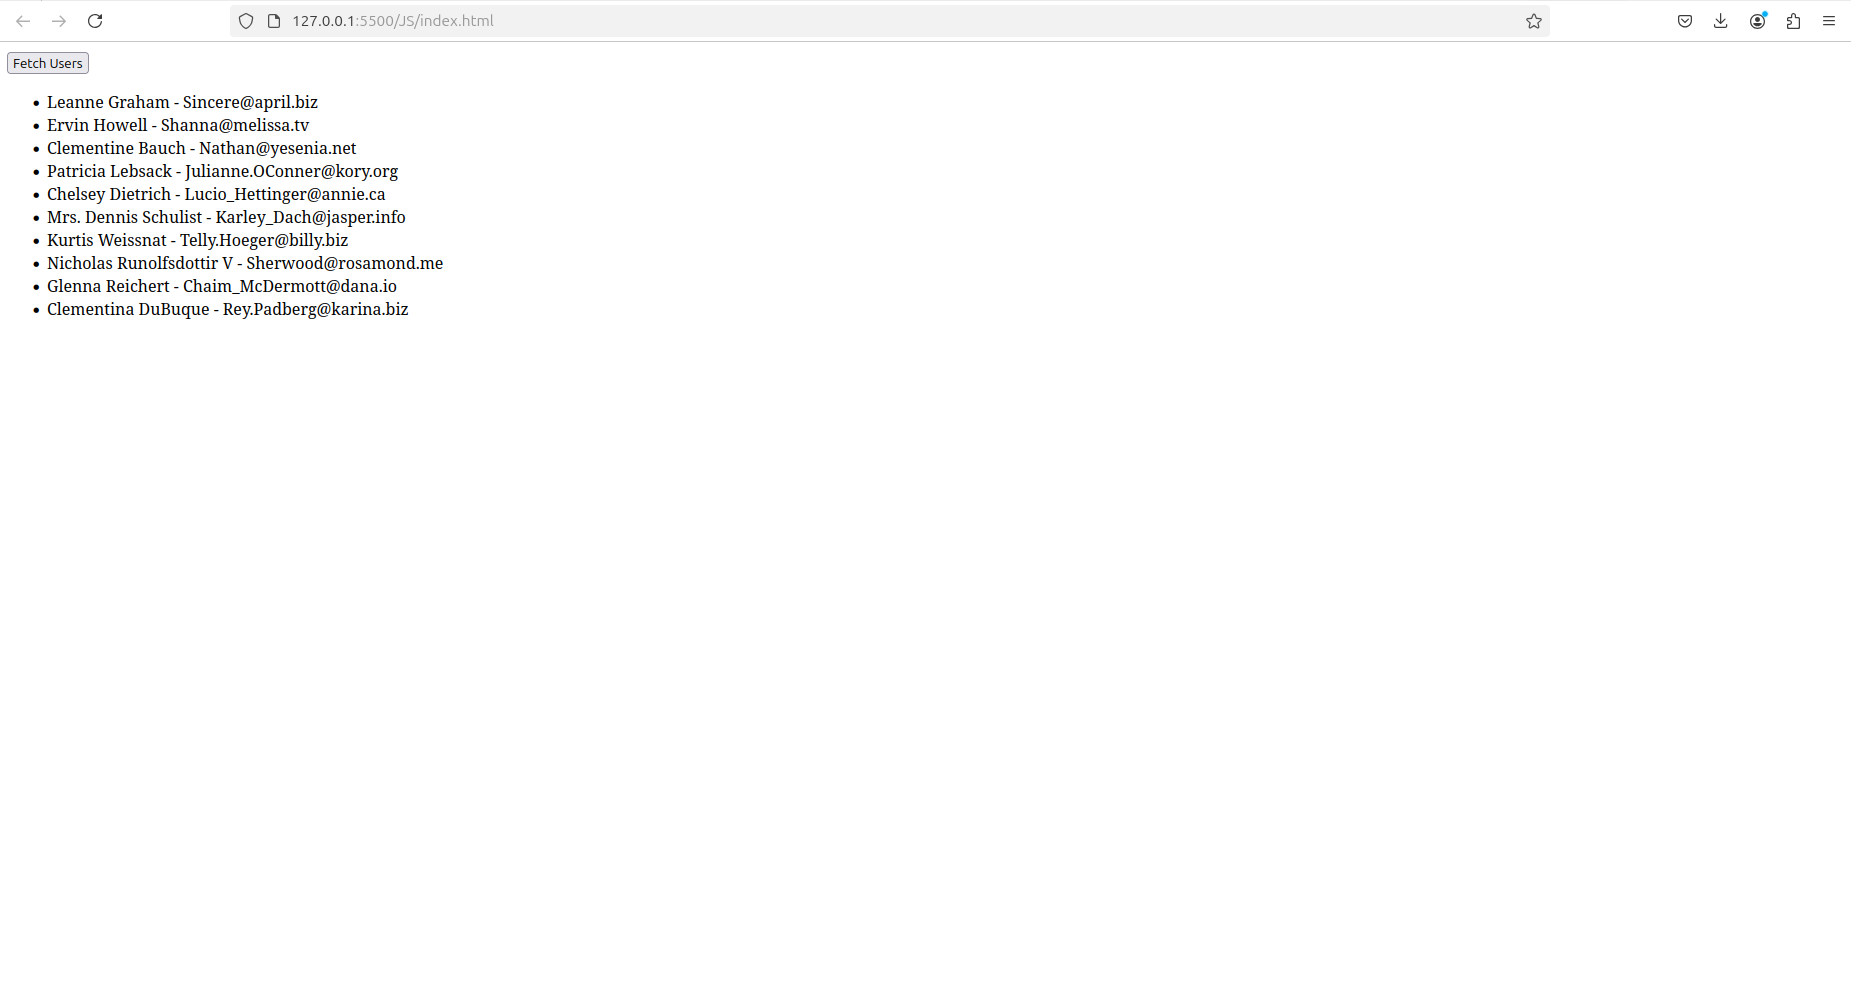 127.0.0.1:5500/JS/index.html
Fetch Users
Leanne Graham - Sincere@april.biz
Ervin Howell - Shanna@melissa.tv
Clementine Bauch - Nathan@yesenia.net
Patricia Lebsack - Julianne.OConner@kory.org
Chelsey Dietrich - Lucio_Hettinger@annie.ca
Mrs. Dennis Schulist - Karley_Dach@jasper.info
Kurtis Weissnat - Telly.Hoeger@billy.biz
Nicholas Runolfsdottir V - Sherwood@rosamond.me
Glenna Reichert - Chaim_McDermott@dana.io
Clementina DuBuque - Rey.Padberg@karina.biz